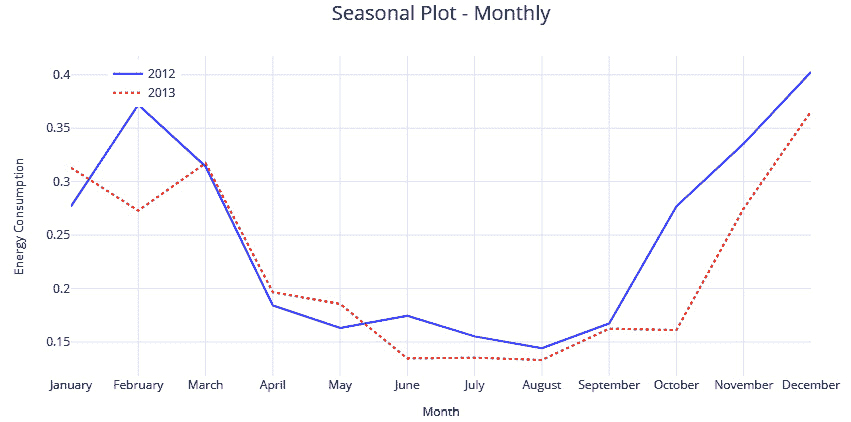 Seasonal Plot - Monthly
2012
2013
0.4
0.35
0.3
0.25
0.2
0.15
Energy Consumption
January February March April May June July August September October November December
Month